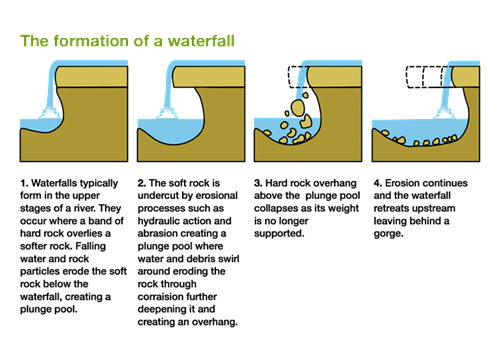 The formation of a waterfall
1. Waterfalls typically
form in the upper
stages of a river. They
occur where a band of
hard rock overlies a
softer rock. Falling
water and rock
particles erode the soft
rock below the
waterfall, creating a
plunge pool.
2. The soft rock is
undercut by erosional
processes such as
hydraulic action and
abrasion creating a
plunge pool where
water and debris swirl
around eroding the
rock through
corraision further
deepening it and
creating an overhang.
3. Hard rock overhang
above the plunge pool
collapses as its weight
is no longer
supported.
4. Erosion continues
and the waterfall
retreats upstream
leaving behind a
gorge.